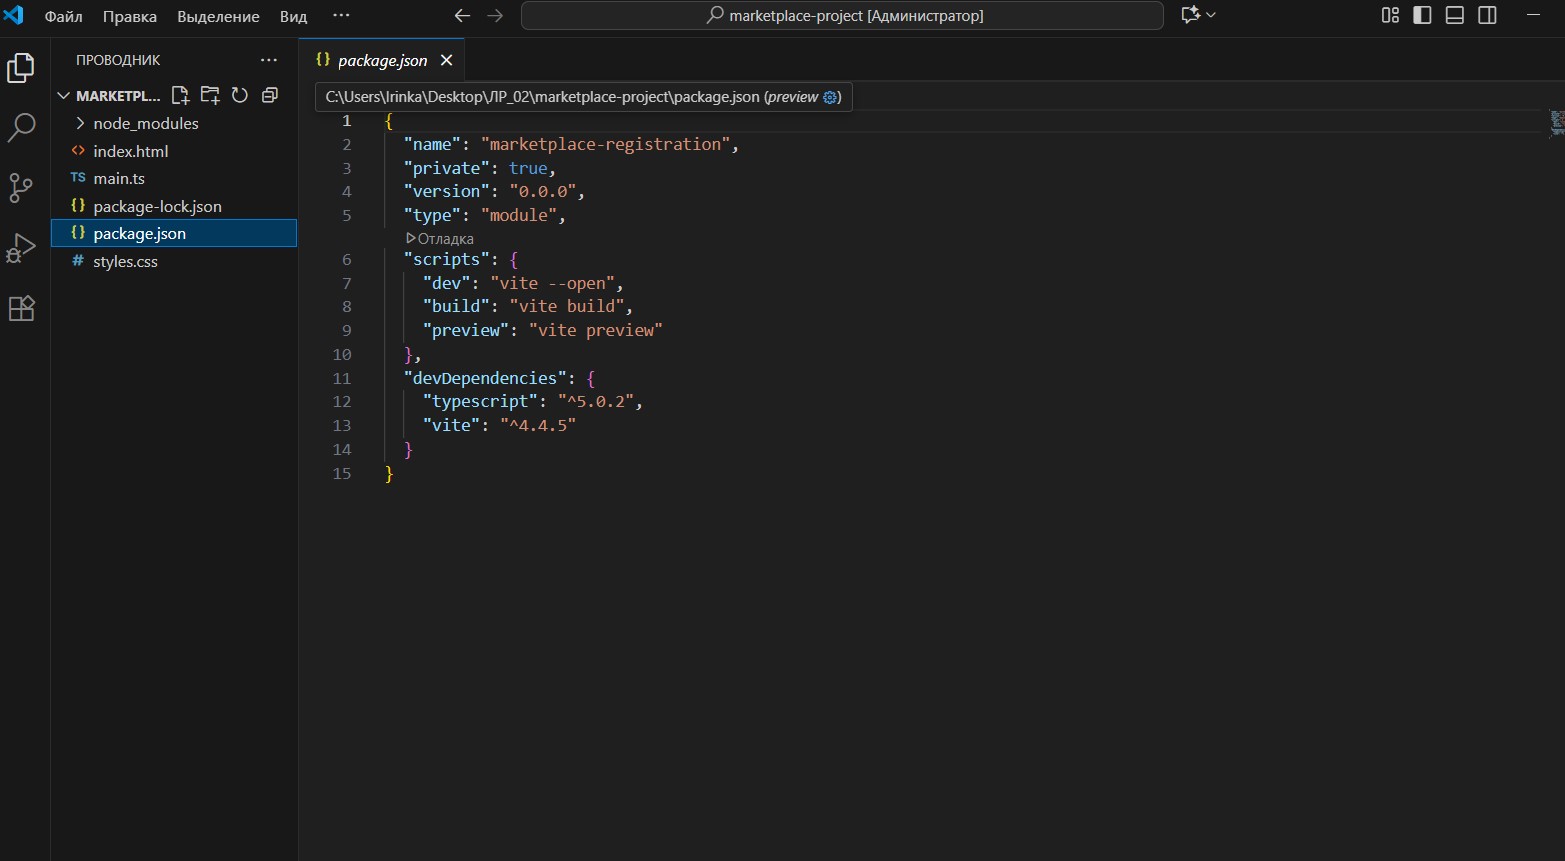 Файл Правка Выделение Вид ··· marketplace-project [Администратор]
ПРОВОДНИК ···
MARKETPL...
node_modules
index.html
TS main.ts
{} package-lock.json
{} package.json
# styles.css
{} package.json
C:\Users\Irinka\Desktop\ЛР_02\marketplace-project\package.json (preview)
1 {
2 "name": "marketplace-registration",
3 "private": true,
4 "version": "0.0.0",
5 "type": "module",
Отладка
6 "scripts": {
7 "dev": "vite --open",
8 "build": "vite build",
9 "preview": "vite preview"
10 },
11 "devDependencies": {
12 "typescript": "^5.0.2",
13 "vite": "^4.4.5"
14 }
15 }